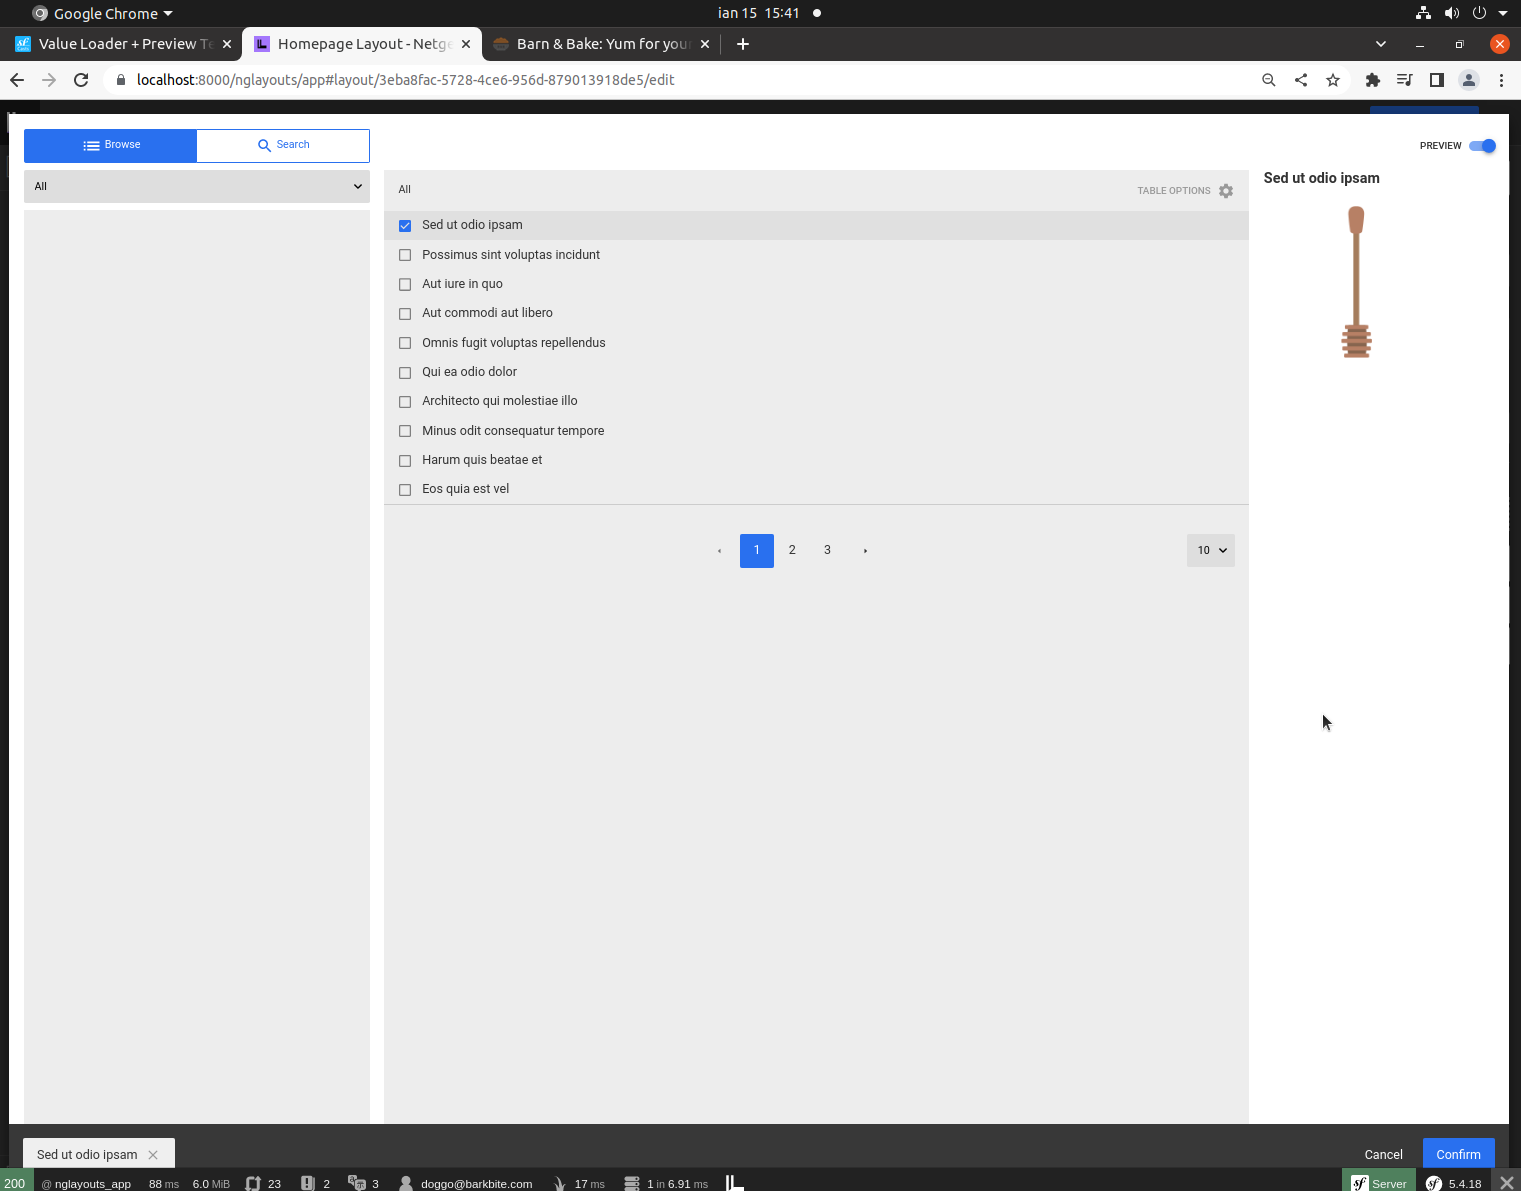 Google Chrome
ian 15 15:41
Value Loader + Preview Te
Homepage Layout - Netge
Barn & Bake: Yum for your
localhost:8000/nglayouts/app#layout/3eba8fac-5728-4ce6-956d-879013918de5/edit
Browse
Search
PREVIEW
All
All
TABLE OPTIONS
Sed ut odio ipsam
Sed ut odio ipsam
Possimus sint voluptas incidunt
Aut iure in quo
Aut commodi aut libero
Omnis fugit voluptas repellendus
Qui ea odio dolor
Architecto qui molestiae illo
Minus odit consequatur tempore
Harum quis beatae et
Eos quia est vel
1 2 3
10
Sed ut odio ipsam
Cancel
Confirm
200 @ nglayouts_app 88 ms 6.0 MiB 23 2 3 doggo@barkbite.com 17 ms 1 in 6.91 ms sf Server sf 5.4.18